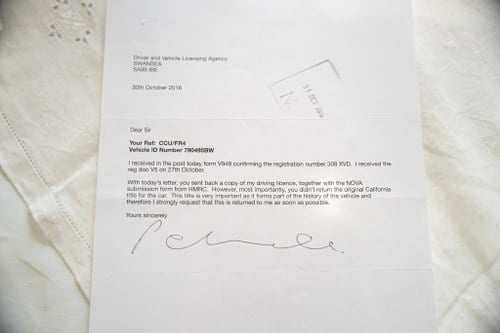 Driver and Vehicle Licensing Agency
SWANSEA
30th October 2018
Dear Sir
Your Ref: CCU/FR4
Vehicle ID Number 790495BW
I received in the post today form V948 confirming the registration number 308 XVD. I received the
reg doc V5 on 27th October.
With today's letter, you sent back a copy of my driving licence, together with the NOVA
submission form from HMRC. However, most importantly, you didn't return the original California
title for the car. This title is very important as it forms part of the history of the vehicle and
therefore I strongly request that this is returned to me as soon as possible.
Yours sincerely
31 OCT